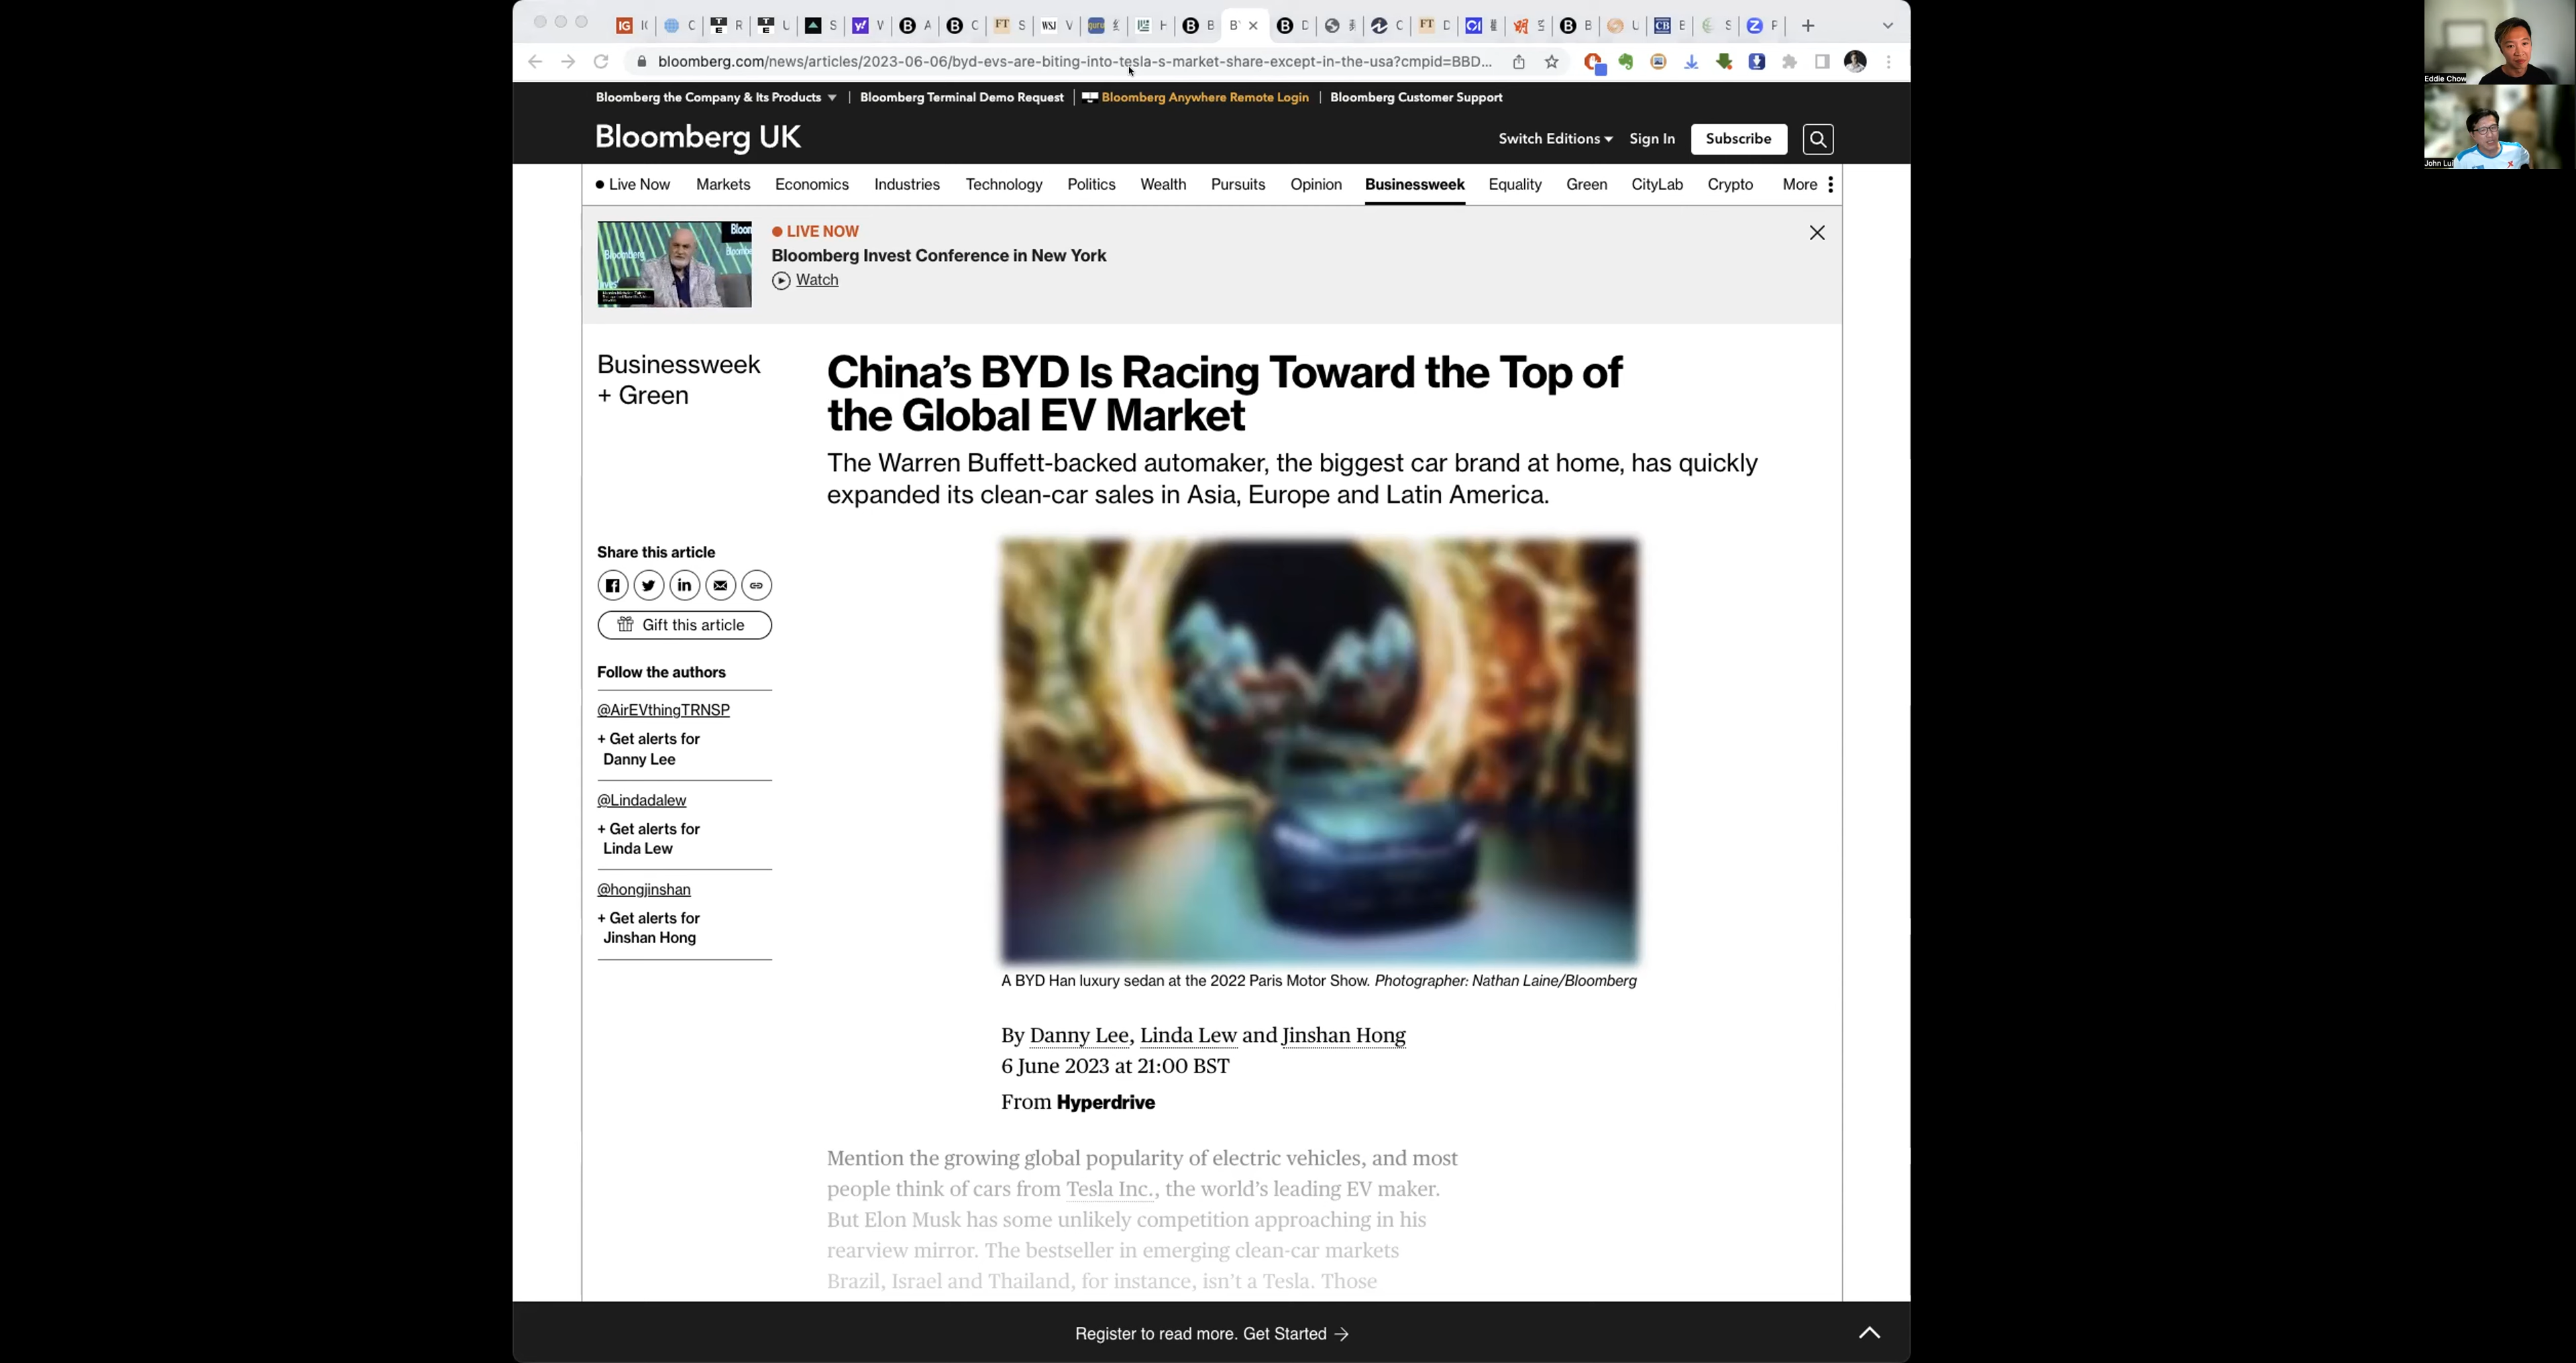 bloomberg.com/news/articles/2023-06-06/byd-evs-are-biting-into-tesla-s-market-share-except-in-the-usa?cmpid=BBD...
Bloomberg the Company & Its Products
Bloomberg Terminal Demo Request
Bloomberg Anywhere Remote Login
Bloomberg Customer Support
Bloomberg UK
Switch Editions
Sign In
Subscribe
Live Now
Markets
Economics
Industries
Technology
Politics
Wealth
Pursuits
Opinion
Businessweek
Equality
Green
CityLab
Crypto
More
LIVE NOW
Bloomberg Invest Conference in New York
Watch
Businessweek
+ Green
China's BYD Is Racing Toward the Top of
the Global EV Market
The Warren Buffett-backed automaker, the biggest car brand at home, has quickly
expanded its clean-car sales in Asia, Europe and Latin America.
Share this article
Gift this article
Follow the authors
@AirEVthingTRNSP
+ Get alerts for
Danny Lee
@Lindadalew
+ Get alerts for
Linda Lew
@hongjinshan
+ Get alerts for
Jinshan Hong
A BYD Han luxury sedan at the 2022 Paris Motor Show. Photographer: Nathan Laine/Bloomberg
By Danny Lee, Linda Lew and Jinshan Hong
6 June 2023 at 21:00 BST
From Hyperdrive
Mention the growing global popularity of electric vehicles, and most
people think of cars from Tesla Inc., the world's leading EV maker.
But Elon Musk has some unlikely competition approaching in his
rearview mirror. The bestseller in emerging clean-car markets
Brazil, Israel and Thailand, for instance, isn't a Tesla. Those
Register to read more. Get Started →
Eddie Chow